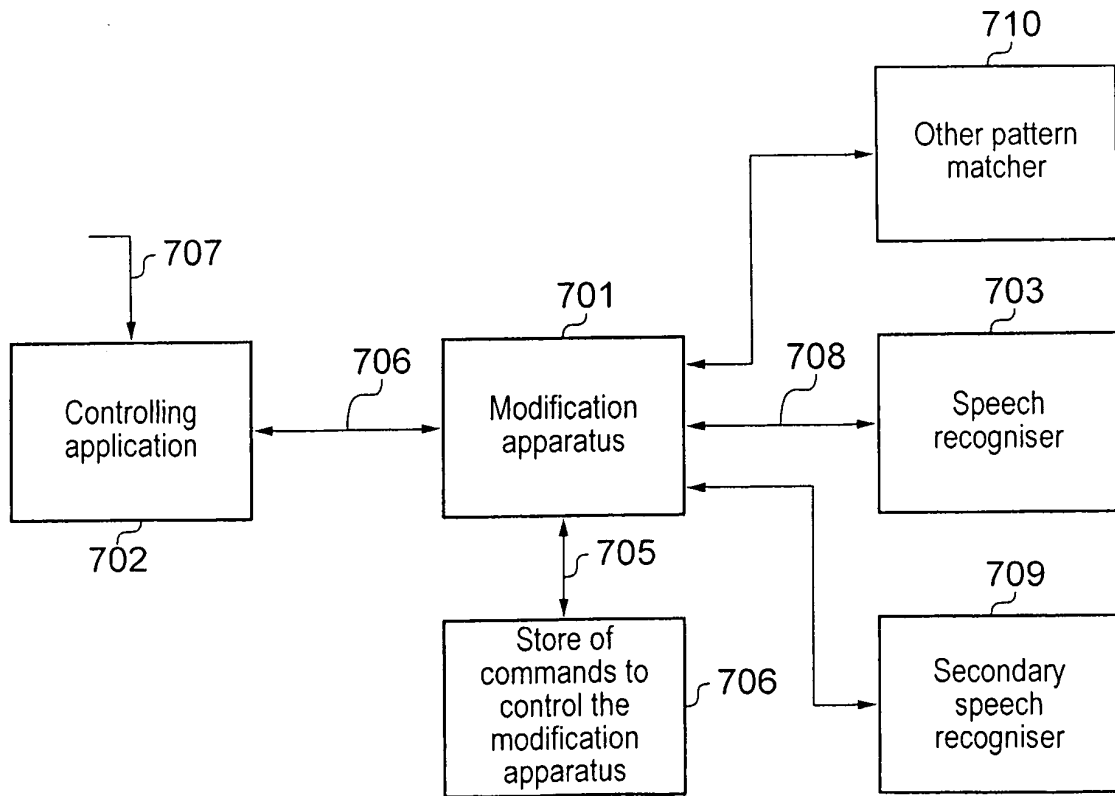 710
Other pattern
matcher
707
701
703
706
708
Controlling
application
Modification
apparatus
Speech
recogniser
702
705
709
Store of
commands to
control the
modification
apparatus
706
Secondary
speech
recogniser